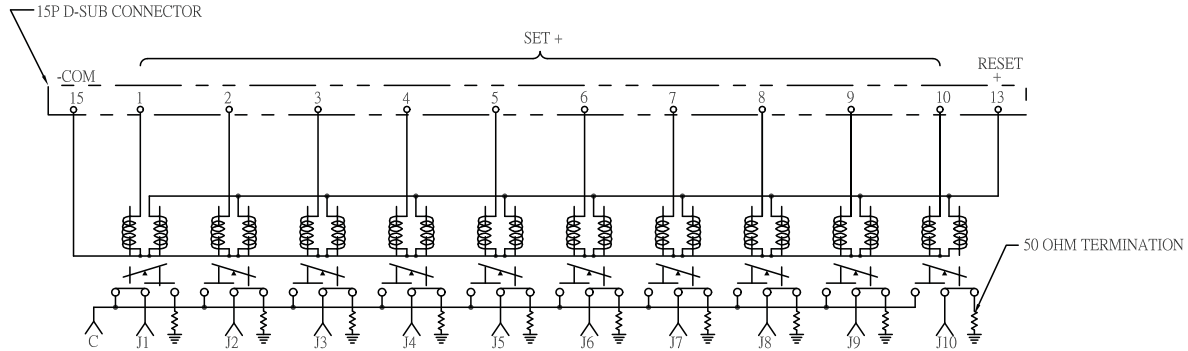 15P D-SUB CONNECTOR
SET +
-COM
RESET
+
15 1 2 3 4 5 6 7 8 9 10 13
50 OHM TERMINATION
C J1 J2 J3 J4 J5 J6 J7 J8 J9 J10